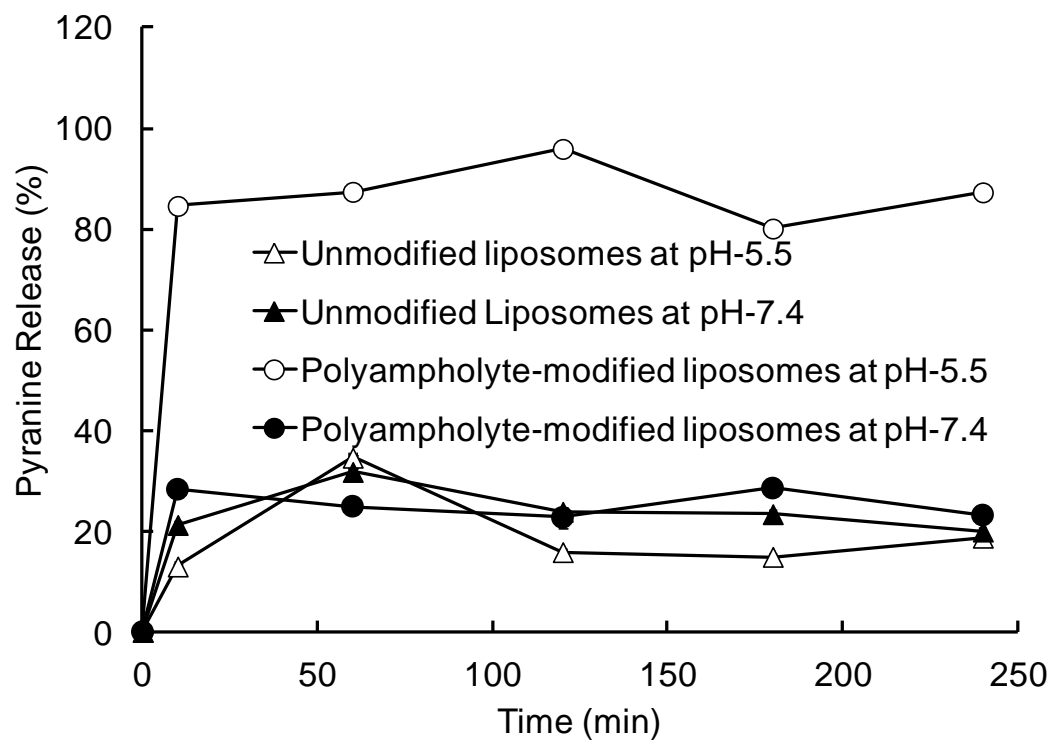 120
100
80
60
40
20
0
Pyranine Release (%)
Unmodified liposomes at pH-5.5
Unmodified Liposomes at pH-7.4
Polyampholyte-modified liposomes at pH-5.5
Polyampholyte-modified liposomes at pH-7.4
0 50 100 150 200 250
Time (min)